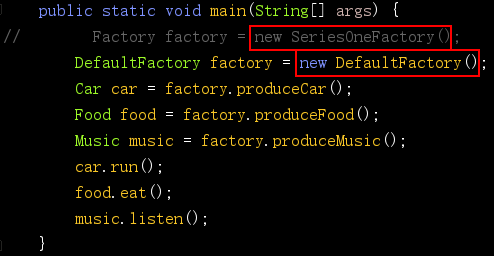 public static void main(String[] args) {
//        Factory factory = new SeriesOneFactory();
DefaultFactory factory = new DefaultFactory();
Car car = factory.produceCar();
Food food = factory.produceFood();
Music music = factory.produceMusic();
car.run();
food.eat();
music.listen();
}